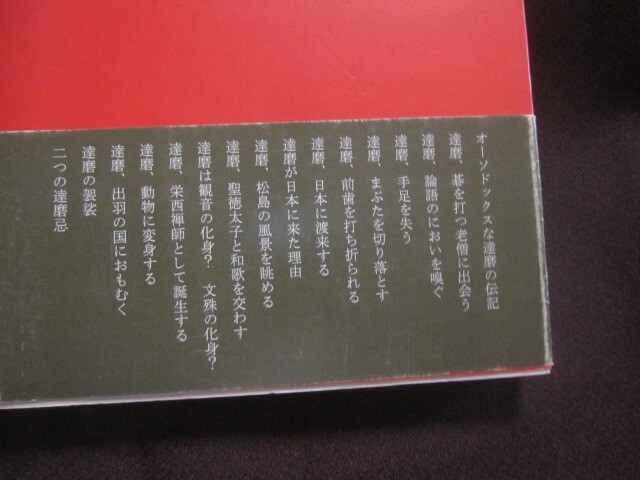 オーソドックスな達磨の伝記
達磨、碁を打つ老僧に出会う
達磨、論語のにおいを嗅ぐ
達磨、手足を失う
達磨、まぶたを切り落とす
達磨、前歯を打ち折られる
達磨、日本に渡来する
達磨が日本に来た理由
達磨、松島の風景を眺める
達磨、聖徳太子と和歌を交わす
達磨は観音の化身？　文殊の化身？
達磨、栄西禅師として誕生する
達磨、動物に変身する
達磨、出羽の国におもむく
達磨の袈裟
二つの達磨忌